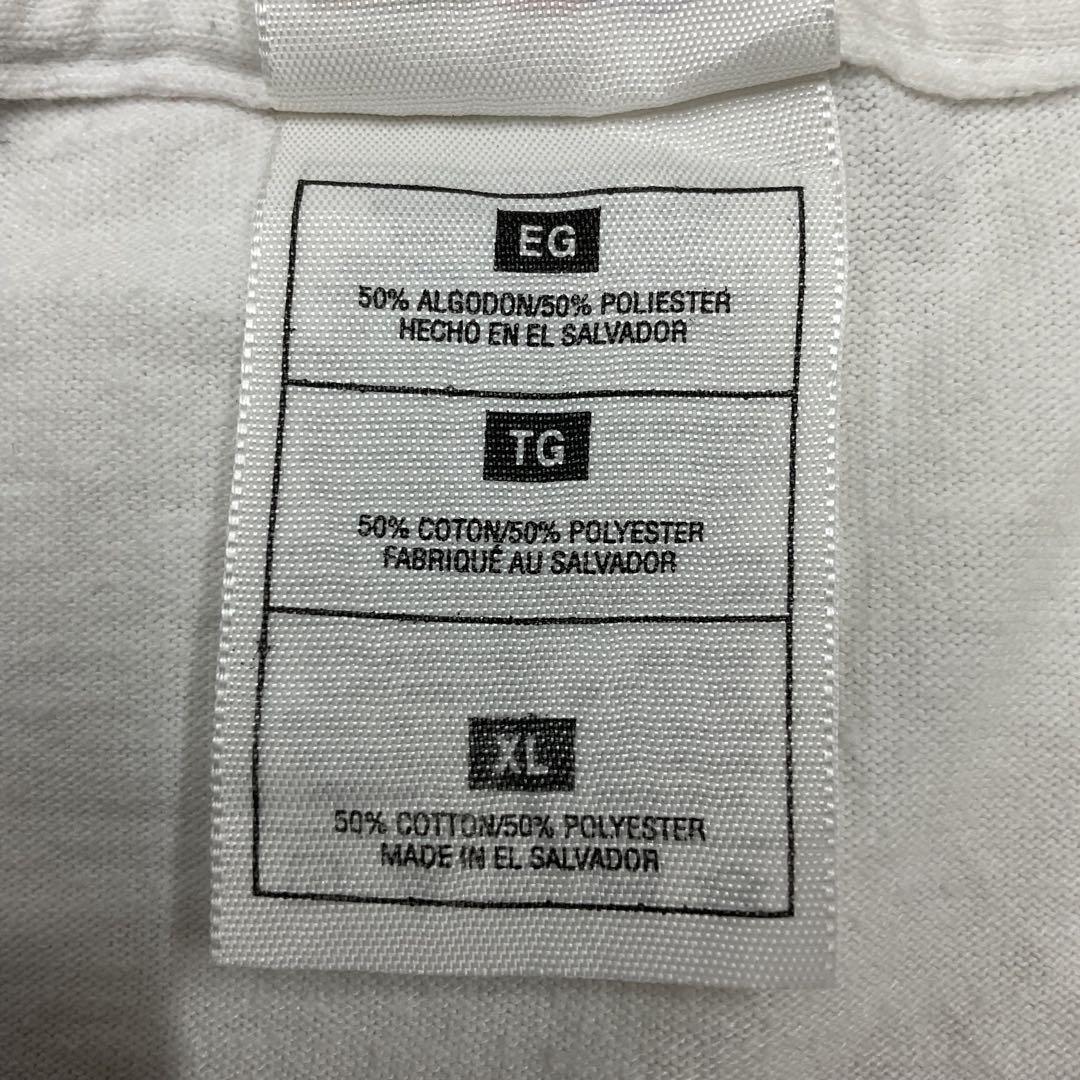 EG
50% ALGODON/50% POLIESTER
HECHO EN EL SALVADOR
TG
50% COTON/50% POLYESTER
FABRIQUÉ AU SALVADOR
XL
50% COTTON/50% POLYESTER
MADE IN EL SALVADOR